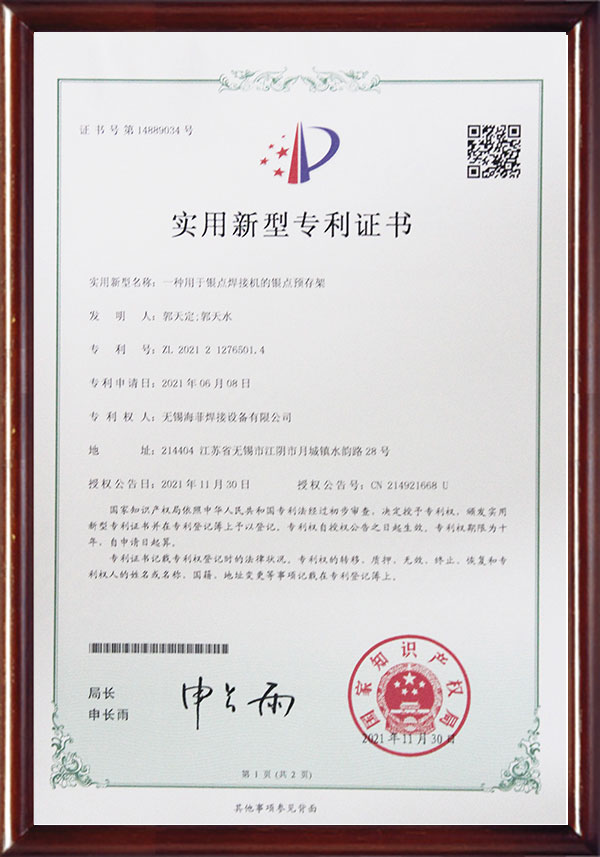 证书号第14889034号
实用新型专利证书
实用新型名称：一种用于银点焊接机的银点预存架
发明人：郭天定;郭天水
专利号：ZL 2021 2 1276501.4
专利申请日：2021年06月08日
专利权人：无锡海菲焊接设备有限公司
地址：214404 江苏省无锡市江阴市月城镇水韵路28号
授权公告日：2021年11月30日 授权公告号：CN 214921668 U
国家知识产权局依照中华人民共和国专利法经过初步审查，决定授予专利权，颁发实用
新型专利证书并在专利登记簿上予以登记。专利权自授权公告之日起生效。专利权期限为十
年，自申请日起算。
专利证书记载专利权登记时的法律状况。专利权的转移、质押、无效、终止、恢复和专
利权人的姓名或名称、国籍、地址变更等事项记载在专利登记簿上。
局长
申长雨
申长雨
国家知识产权局
2021年11月30日
第1页(共2页)
其他事项参见背面